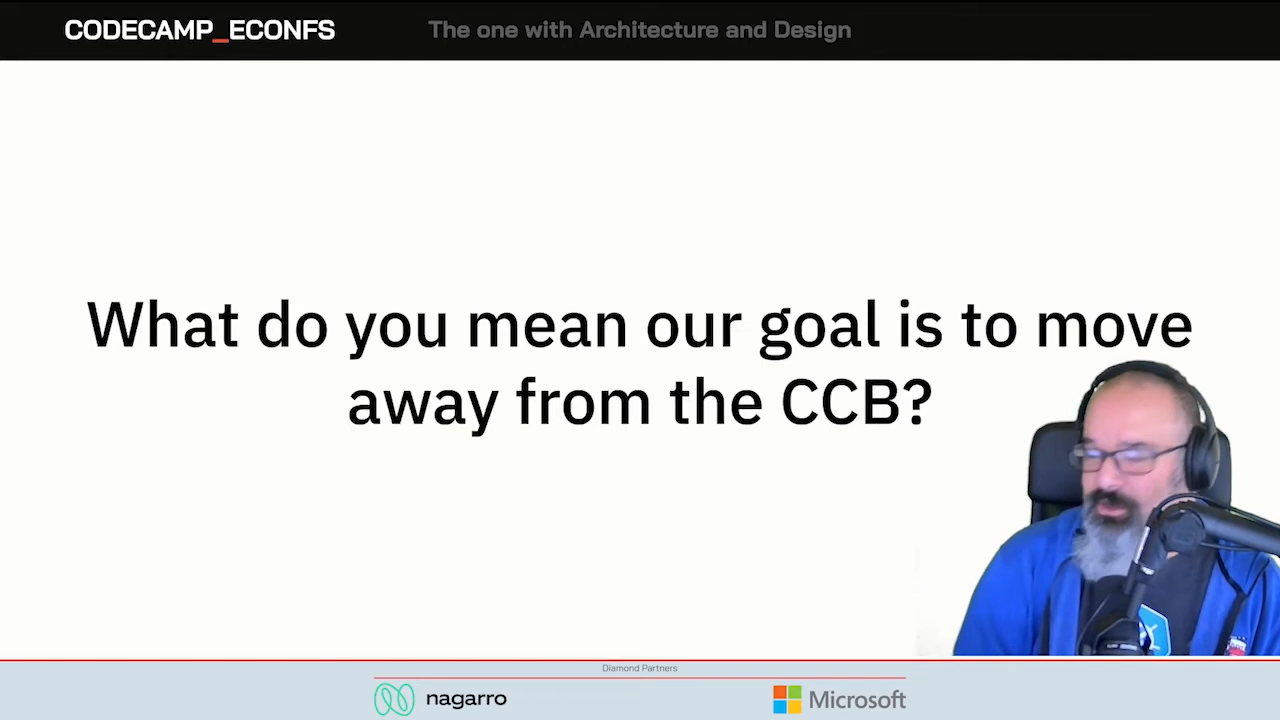 CODECAMP_ECONFS
The one with Architecture and Design
What do you mean our goal is to move
away from the CCB?
Diamond Partners
nagarro
Microsoft